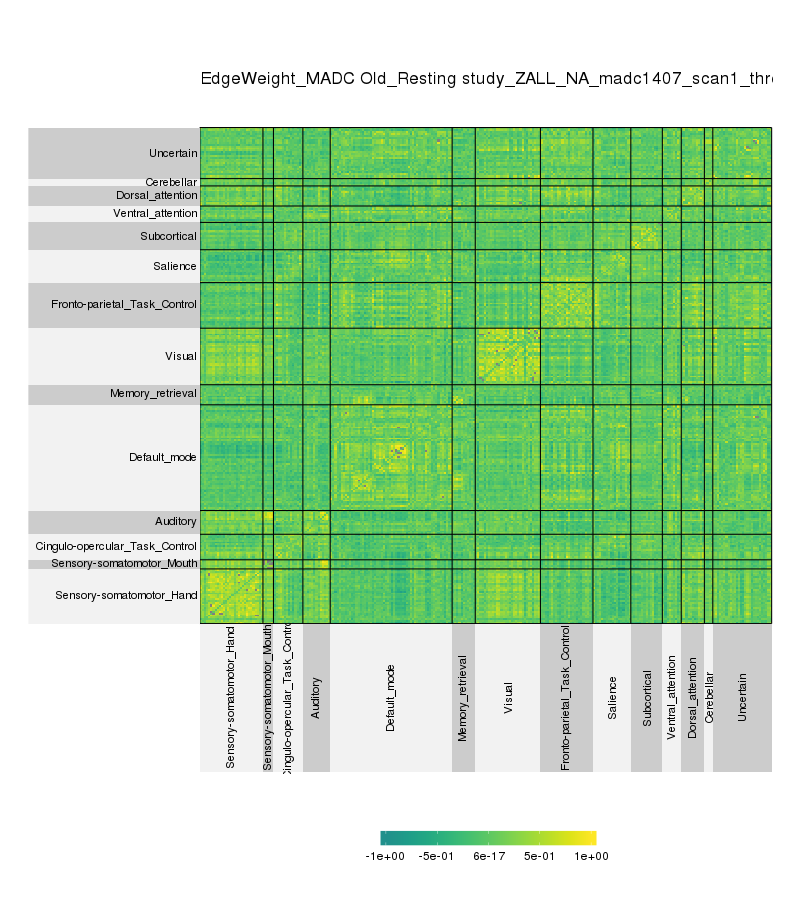 EdgeWeight_MADC Old_Resting study_ZALL_NA_madc1407_scan1_thr
Uncertain
Cerebellar
Dorsal_attention
Ventral_attention
Subcortical
Salience
Fronto-parietal_Task_Control
Visual
Memory_retrieval
Default_mode
Auditory
Cingulo-opercular_Task_Control
Sensory-somatomotor_Mouth
Sensory-somatomotor_Hand
Sensory-somatomotor_Hand
Sensory-somatomotor_Mouth
Cingulo-opercular_Task_Control
Auditory
Default_mode
Memory_retrieval
Visual
Fronto-parietal_Task_Control
Salience
Subcortical
Ventral_attention
Dorsal_attention
Cerebellar
Uncertain
-1e+00 -5e-01 6e-17 5e-01 1e+00